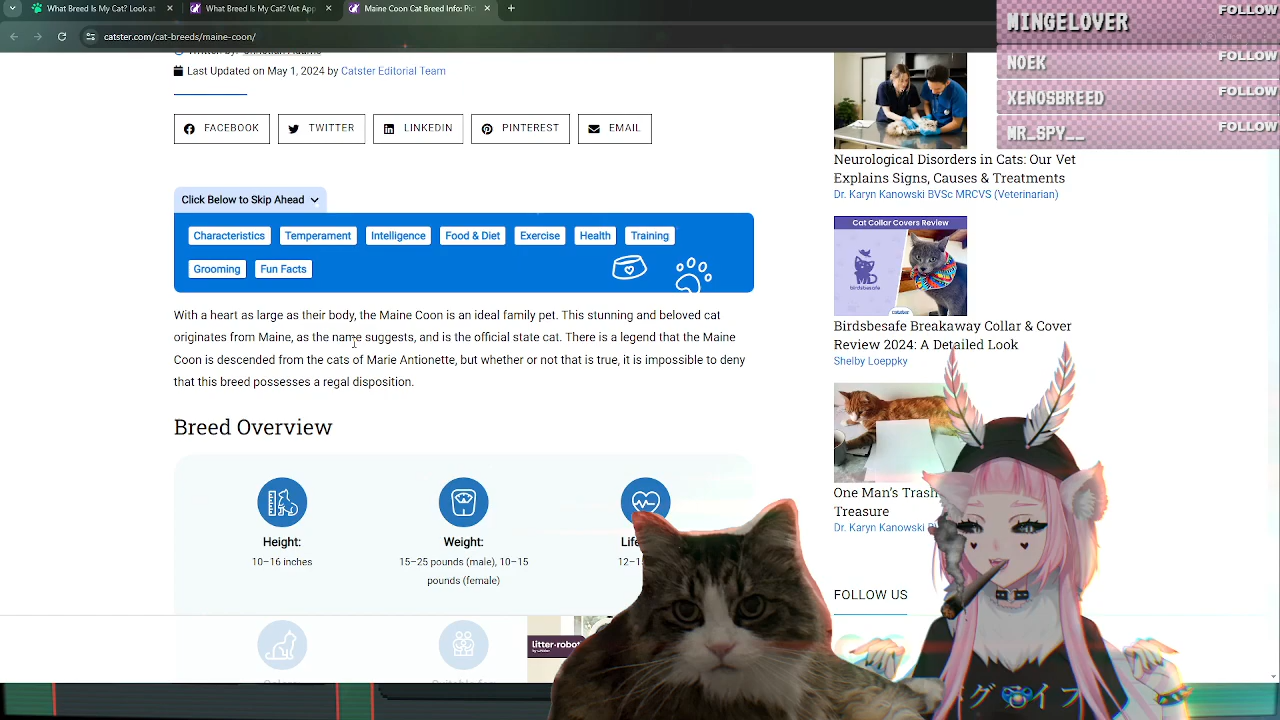 What Breed Is My Cat? Look at
What Breed Is My Cat? Vet App
Maine Coon Cat Breed Info: Pic
catster.com/cat-breeds/maine-coon/
MINGELOVER FOLLOW
NOEK FOLLOW
XENOSBREED FOLLOW
MR_SPY__ FOLLOW
Last Updated on May 1, 2024 by Catster Editorial Team
FACEBOOK
TWITTER
LINKEDIN
PINTEREST
EMAIL
Click Below to Skip Ahead
Characteristics
Temperament
Intelligence
Food & Diet
Exercise
Health
Training
Grooming
Fun Facts
With a heart as large as their body, the Maine Coon is an ideal family pet. This stunning and beloved cat
originates from Maine, as the name suggests, and is the official state cat. There is a legend that the Maine
Coon is descended from the cats of Marie Antionette, but whether or not that is true, it is impossible to deny
that this breed possesses a regal disposition.
Breed Overview
Height:
10–16 inches
Weight:
15–25 pounds (male), 10–15
pounds (female)
Neurological Disorders in Cats: Our Vet
Explains Signs, Causes & Treatments
Dr. Karyn Kanowski BVSc MRCVS (Veterinarian)
Cat Collar Covers Review
birdsbesafe
catster
Birdsbesafe Breakaway Collar & Cover
Review 2024: A Detailed Look
Shelby Loeppky
One Man's Trash
Treasure
Dr. Karyn Kanowski
FOLLOW US
litter-robot